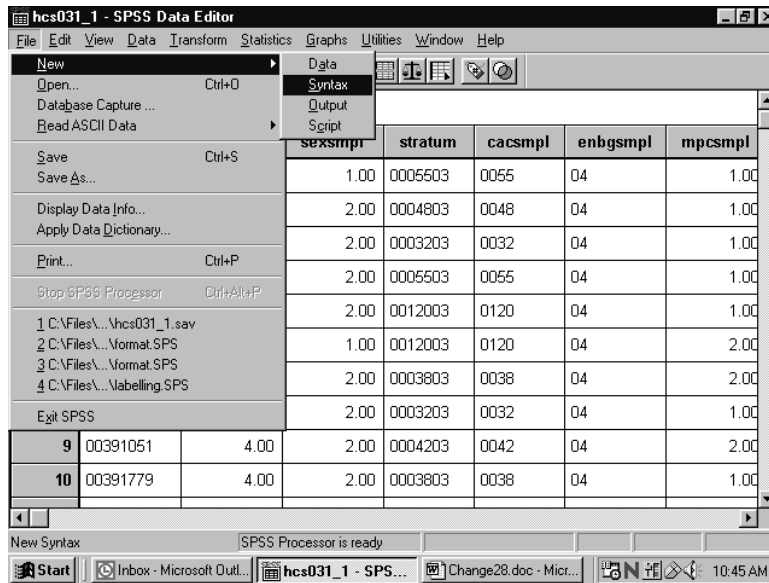 hcs031_1 - SPSS Data Editor
File Edit View Data Transform Statistics Graphs Utilities Window Help
New
Open... Ctrl+O
Database Capture ...
Read ASCII Data
Save Ctrl+S
Save As...
Display Data Info...
Apply Data Dictionary...
Print... Ctrl+P
Stop SPSS Processor Ctrl+Alt+P
1 C:\Files\...\hcs031_1.sav
2 C:\Files\...\format.SPS
3 C:\Files\...\format.SPS
4 C:\Files\...\labelling.SPS
Exit SPSS
Data
Syntax
Output
Script
sexsmpl stratum cacsmpl enbgsmpl mpcsmpl
1.00 0005503 0055 04 1.00
2.00 0004803 0048 04 1.00
2.00 0003203 0032 04 1.00
2.00 0005503 0055 04 1.00
2.00 0012003 0120 04 1.00
1.00 0012003 0120 04 2.00
2.00 0003803 0038 04 2.00
2.00 0003203 0032 04 1.00
9 00391051 4.00 2.00 0004203 0042 04 2.00
10 00391779 4.00 2.00 0003803 0038 04 1.00
New Syntax SPSS Processor is ready
Start Inbox - Microsoft Outl... hcs031_1 - SPS... Change28.doc - Micr... 10:45 AM